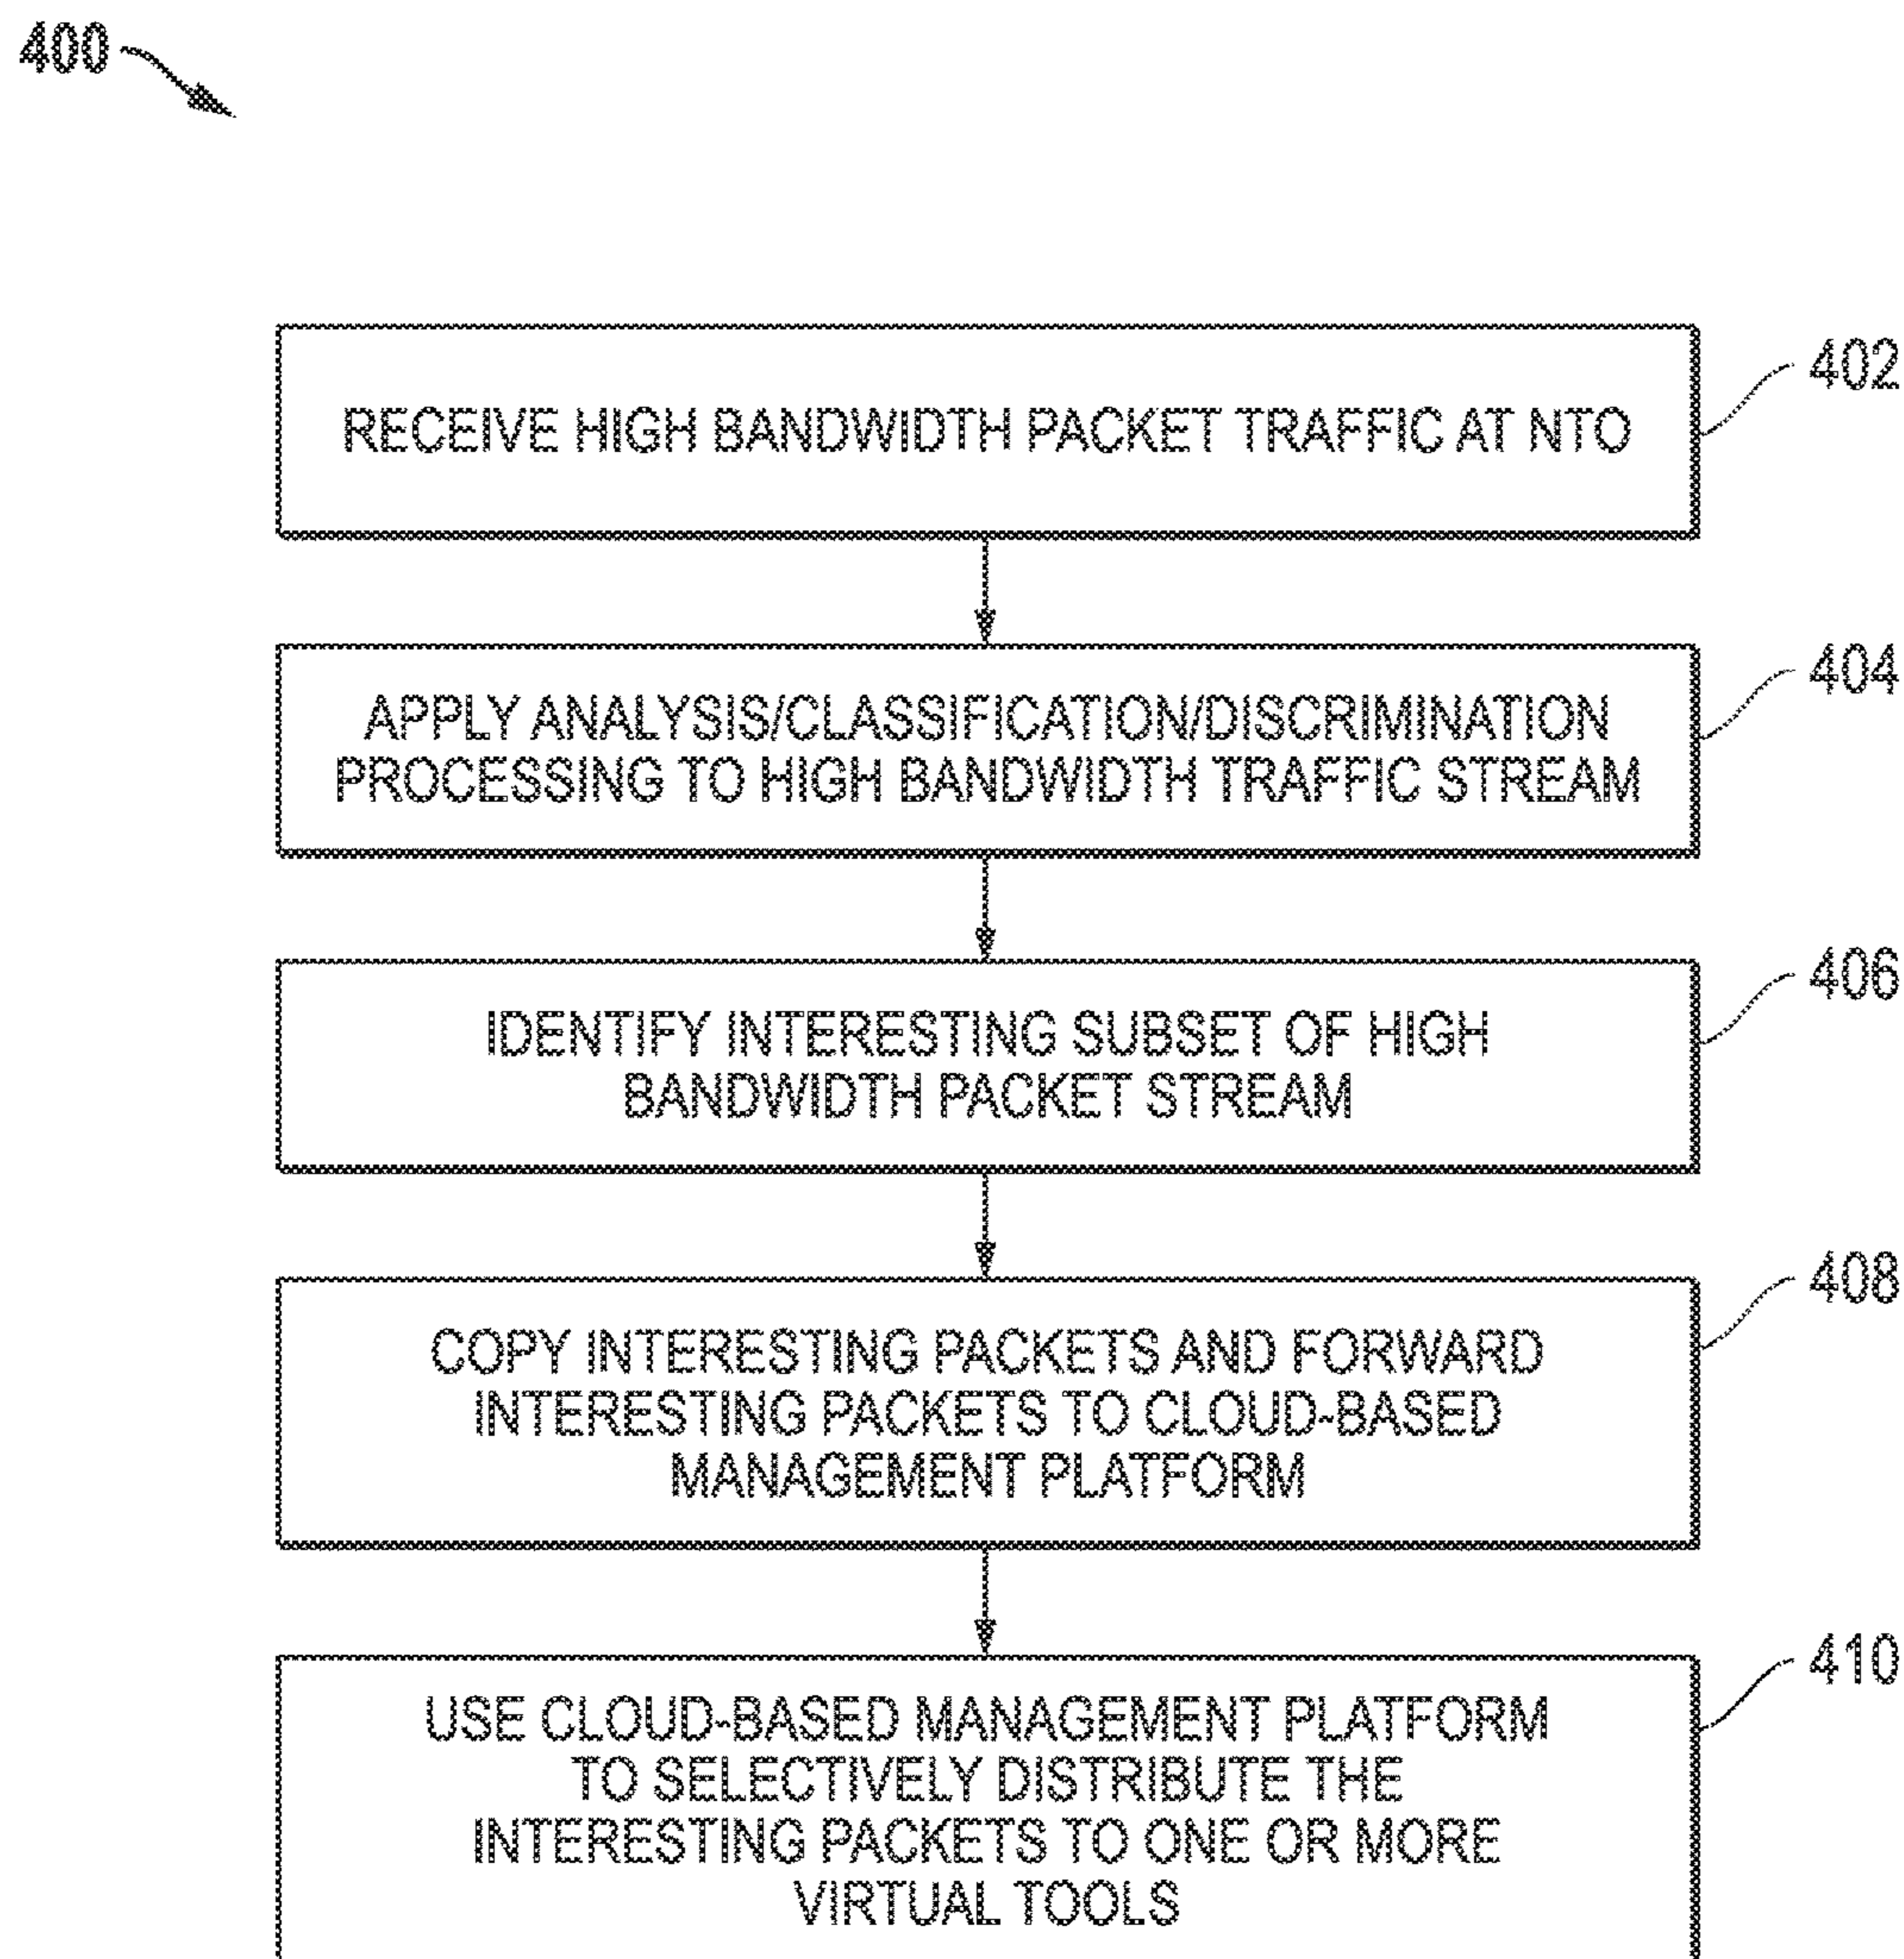 400
RECEIVE HIGH BANDWIDTH PACKET TRAFFIC AT NTO
402
APPLY ANALYSIS/CLASSIFICATION/DISCRIMINATION
PROCESSING TO HIGH BANDWIDTH TRAFFIC STREAM
404
IDENTIFY INTERESTING SUBSET OF HIGH
BANDWIDTH PACKET STREAM
406
COPY INTERESTING PACKETS AND FORWARD
INTERESTING PACKETS TO CLOUD-BASED
MANAGEMENT PLATFORM
408
USE CLOUD-BASED MANAGEMENT PLATFORM
TO SELECTIVELY DISTRIBUTE THE
INTERESTING PACKETS TO ONE OR MORE
VIRTUAL TOOLS
410